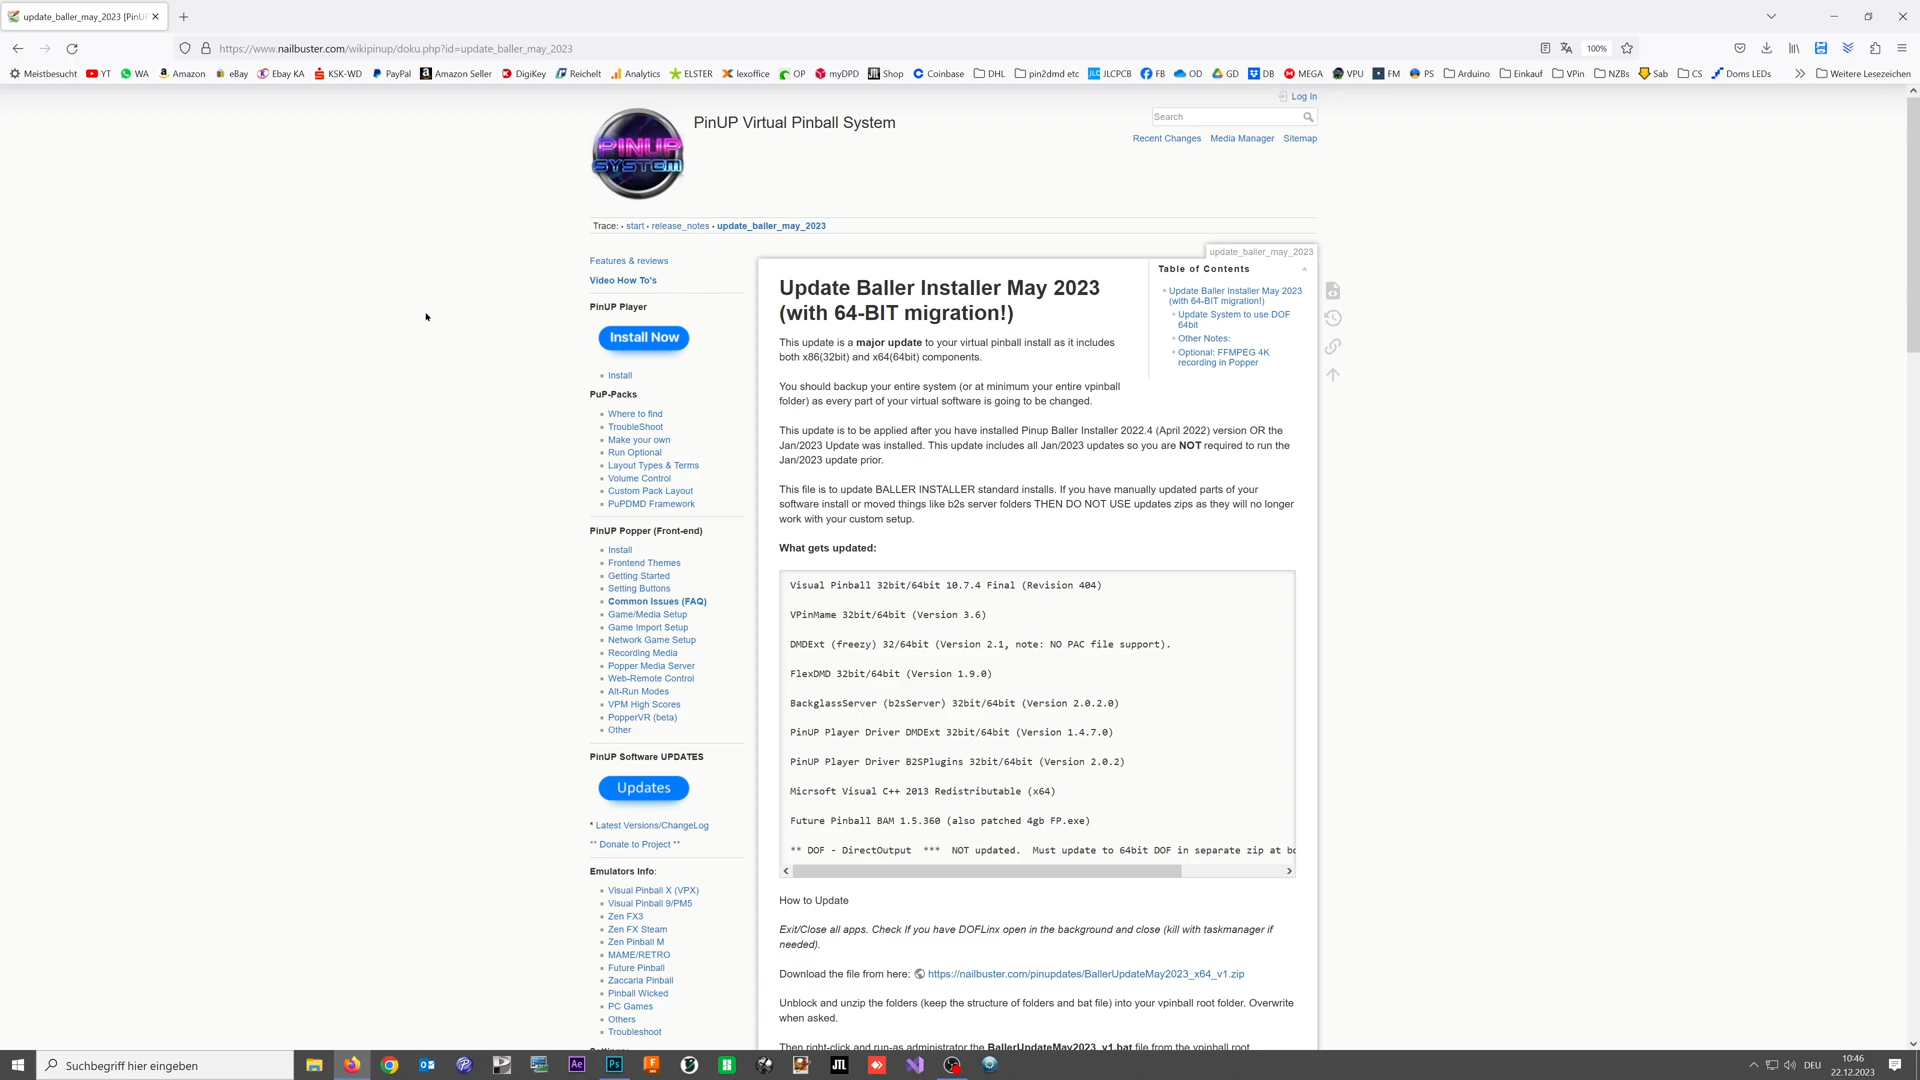 update_baller_may_2023 [PinU
https://www.nailbuster.com/wikipinup/doku.php?id=update_baller_may_2023
100%
Meistbesucht YT WA Amazon eBay Ebay KA KSK-WD PayPal Amazon Seller DigiKey Reichelt Analytics ELSTER lexoffice OP myDPD Shop Coinbase DHL pin2dmd etc JLCPCB FB OD GD DB MEGA VPU FM PS Arduino Einkauf VPin NZBs Sab CS Doms LEDs Weitere Lesezeichen
Log In
PINUP
SYSTEM
PinUP Virtual Pinball System
Search
Recent Changes Media Manager Sitemap
Trace: • start • release_notes • update_baller_may_2023
update_baller_may_2023
Features & reviews
Video How To's
PinUP Player
Install Now
Install
PuP-Packs
Where to find
TroubleShoot
Make your own
Run Optional
Layout Types & Terms
Volume Control
Custom Pack Layout
PuPDMD Framework
PinUP Popper (Front-end)
Install
Frontend Themes
Getting Started
Setting Buttons
Common Issues (FAQ)
Game/Media Setup
Game Import Setup
Network Game Setup
Recording Media
Popper Media Server
Web-Remote Control
Alt-Run Modes
VPM High Scores
PopperVR (beta)
Other
PinUP Software UPDATES
Updates
* Latest Versions/ChangeLog
** Donate to Project **
Emulators Info:
Visual Pinball X (VPX)
Visual Pinball 9/PM5
Zen FX3
Zen FX Steam
Zen Pinball M
MAME/RETRO
Future Pinball
Zaccaria Pinball
Pinball Wicked
PC Games
Others
Troubleshoot
Table of Contents
Update Baller Installer May 2023
(with 64-BIT migration!)
Update System to use DOF
64bit
Other Notes:
Optional: FFMPEG 4K
recording in Popper
Update Baller Installer May 2023
(with 64-BIT migration!)
This update is a major update to your virtual pinball install as it includes
both x86(32bit) and x64(64bit) components.
You should backup your entire system (or at minimum your entire vpinball
folder) as every part of your virtual software is going to be changed.
This update is to be applied after you have installed Pinup Baller Installer 2022.4 (April 2022) version OR the
Jan/2023 Update was installed. This update includes all Jan/2023 updates so you are NOT required to run the
Jan/2023 update prior.
This file is to update BALLER INSTALLER standard installs. If you have manually updated parts of your
software install or moved things like b2s server folders THEN DO NOT USE updates zips as they will no longer
work with your custom setup.
What gets updated:
Visual Pinball 32bit/64bit 10.7.4 Final (Revision 404)
VPinMame 32bit/64bit (Version 3.6)
DMDExt (freezy) 32/64bit (Version 2.1, note: NO PAC file support).
FlexDMD 32bit/64bit (Version 1.9.0)
BackglassServer (b2sServer) 32bit/64bit (Version 2.0.2.0)
PinUP Player Driver DMDExt 32bit/64bit (Version 1.4.7.0)
PinUP Player Driver B2SPlugins 32bit/64bit (Version 2.0.2)
Micrsoft Visual C++ 2013 Redistributable (x64)
Future Pinball BAM 1.5.360 (also patched 4gb FP.exe)
** DOF - DirectOutput *** NOT updated. Must update to 64bit DOF in separate zip at bo
How to Update
Exit/Close all apps. Check If you have DOFLinx open in the background and close (kill with taskmanager if
needed).
Download the file from here: https://nailbuster.com/pinupdates/BallerUpdateMay2023_x64_v1.zip
Unblock and unzip the folders (keep the structure of folders and bat file) into your vpinball root folder. Overwrite
when asked.
Then right-click and run-as administrator the BallerUpdateMay2023_v1.bat file from the vpinball root
Suchbegriff hier eingeben
DEU
10:46
22.12.2023